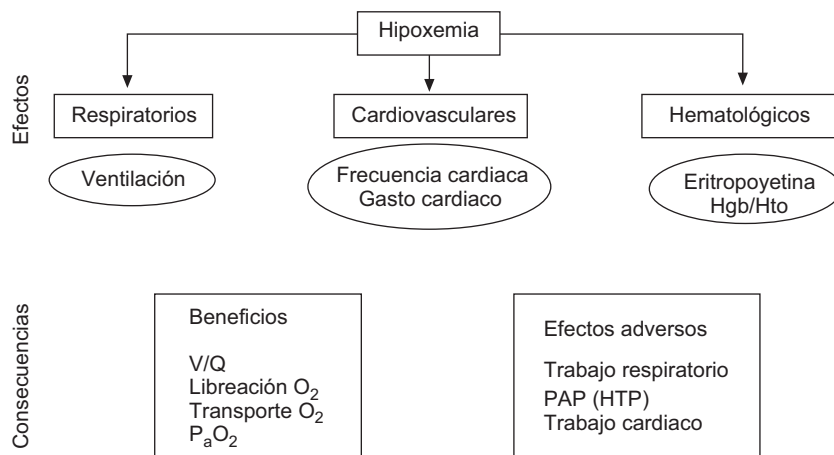 Hipoxemia
Efectos
Respiratorios
Cardiovasculares
Hematológicos
Ventilación
Frecuencia cardiaca
Gasto cardiaco
Eritropoyetina
Hgb/Hto
Consecuencias
Beneficios
V/Q
Libreación O₂
Transporte O₂
PₐO₂
Efectos adversos
Trabajo respiratorio
PAP (HTP)
Trabajo cardiaco